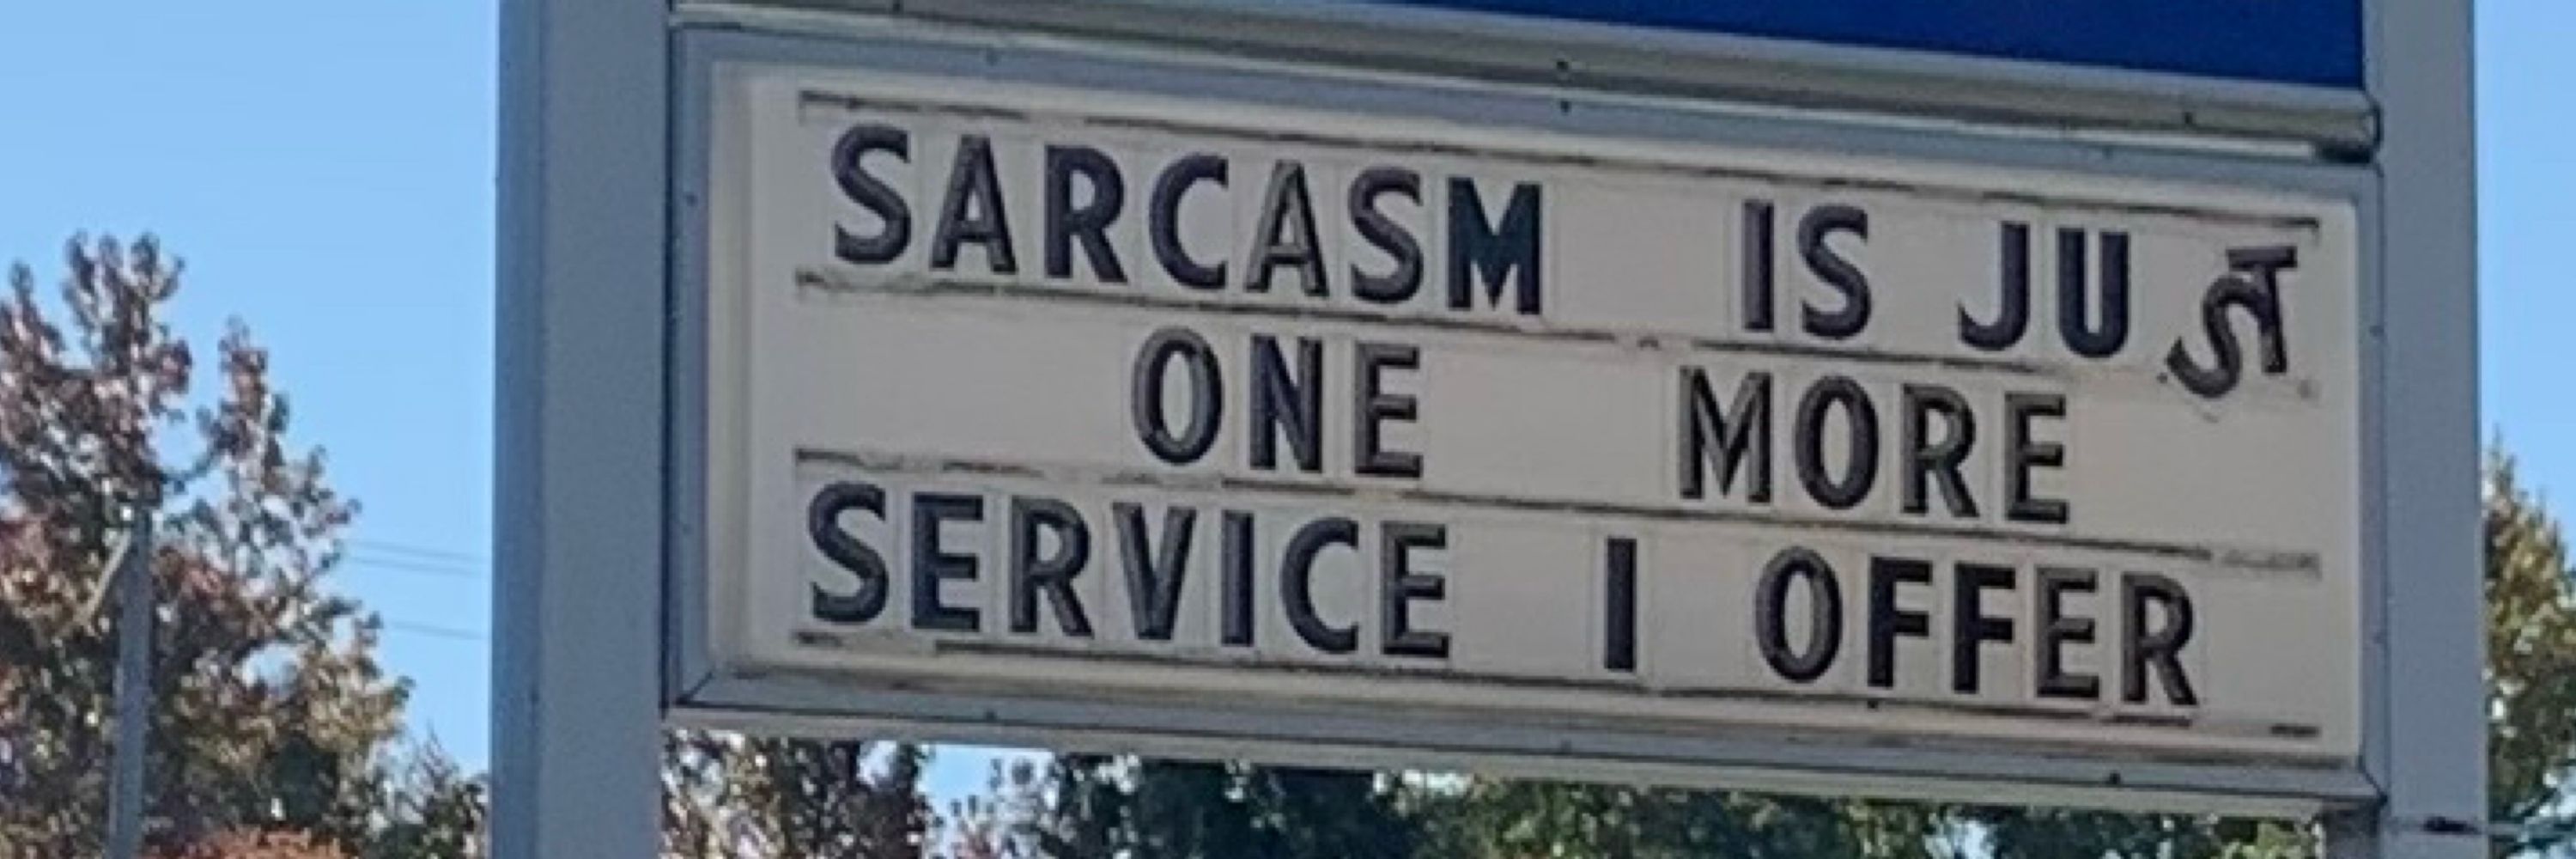 SARCASM IS JUST
ONE MORE
SERVICE I OFFER